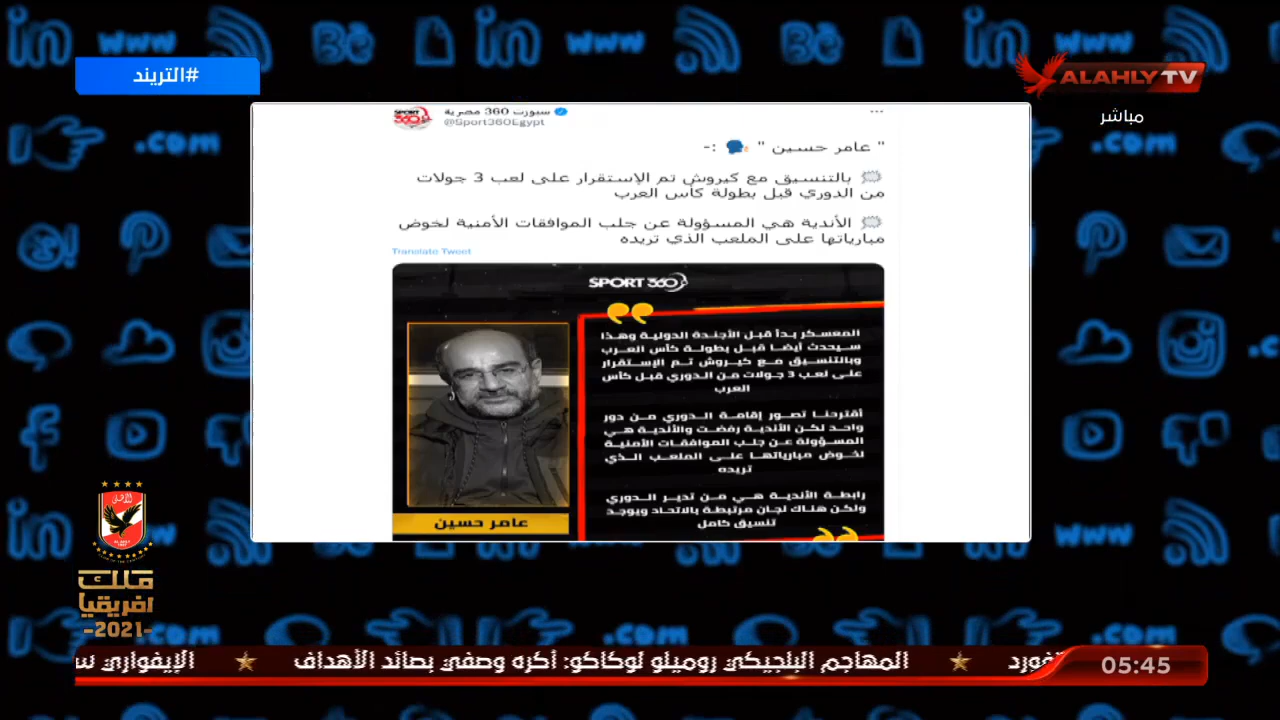 #التريند
ALAHLY TV
مباشر
سبورت 360 مصرية
@Sport360Egypt
" عامر حسين " :-
بالتنسيق مع كيروش تم الإستقرار على لعب 3 جولات
من الدوري قبل بطولة كأس العرب
الأندية هي المسؤولة عن جلب الموافقات الأمنية لخوض
مبارياتها على الملعب الذي تريده
Translate Tweet
SPORT 360
المعسكر بدأ قبل الأجندة الدولية وهذا
سيحدث أيضا قبل بطولة كأس العرب
وبالتنسيق مع كيروش تم الإستقرار
على لعب 3 جولات من الدوري قبل كأس
العرب
أقترحنا تصور إقامة الدوري من دور
واحد لكن الأندية رفضت والأندية هي
المسؤولة عن جلب الموافقات الأمنية
لخوض مبارياتها على الملعب الذي
تريده
رابطة الأندية هي من تدير الدوري
ولكن هناك لجان مرتبطة بالاتحاد ويوجد
تنسيق كامل
عامر حسين
ملك
افريقيا
-2021-
المهاجم البلجيكي روميلو لوكاكو: أكره وصفي بصائد الأهداف
الإيفواري
05:45